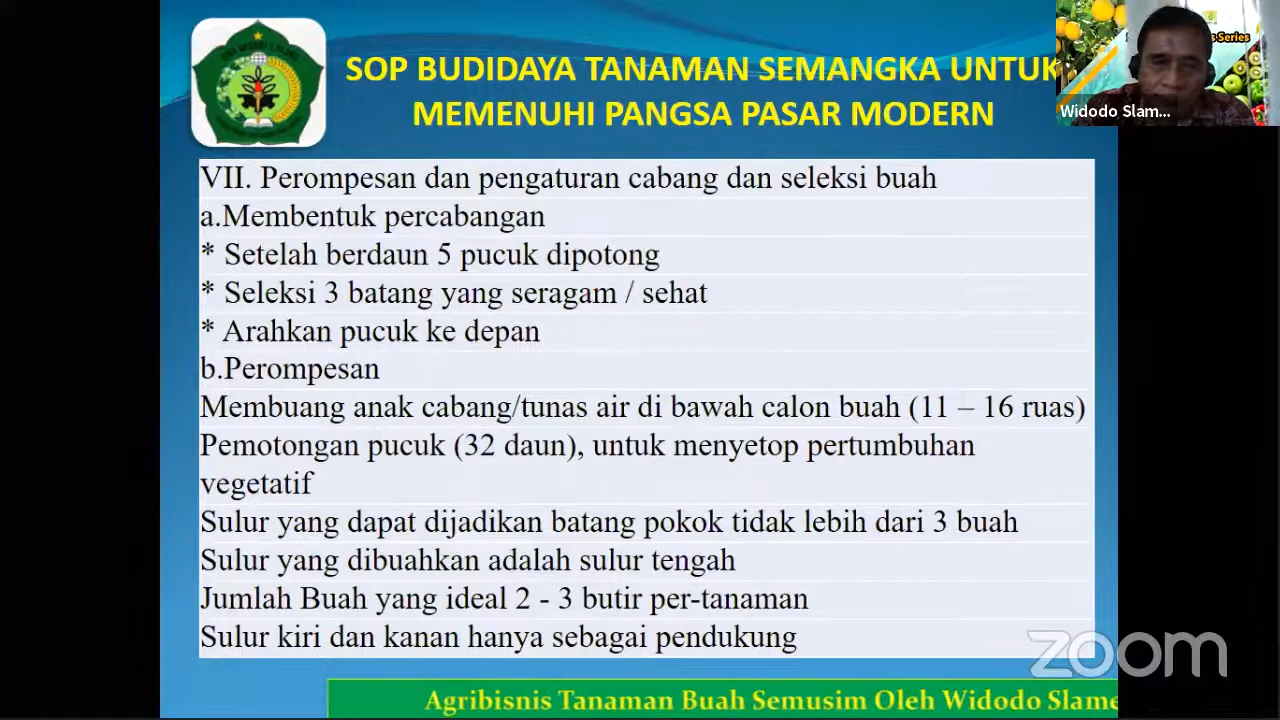 SOP BUDIDAYA TANAMAN SEMANGKA UNTUK
MEMENUHI PANGSA PASAR MODERN
Series
Widodo Slam...
VII. Perompesan dan pengaturan cabang dan seleksi buah
a.Membentuk percabangan
* Setelah berdaun 5 pucuk dipotong
* Seleksi 3 batang yang seragam / sehat
* Arahkan pucuk ke depan
b.Perompesan
Membuang anak cabang/tunas air di bawah calon buah (11 – 16 ruas)
Pemotongan pucuk (32 daun), untuk menyetop pertumbuhan
vegetatif
Sulur yang dapat dijadikan batang pokok tidak lebih dari 3 buah
Sulur yang dibuahkan adalah sulur tengah
Jumlah Buah yang ideal 2 - 3 butir per-tanaman
Sulur kiri dan kanan hanya sebagai pendukung
zoom
Agribisnis Tanaman Buah Semusim Oleh Widodo Slame